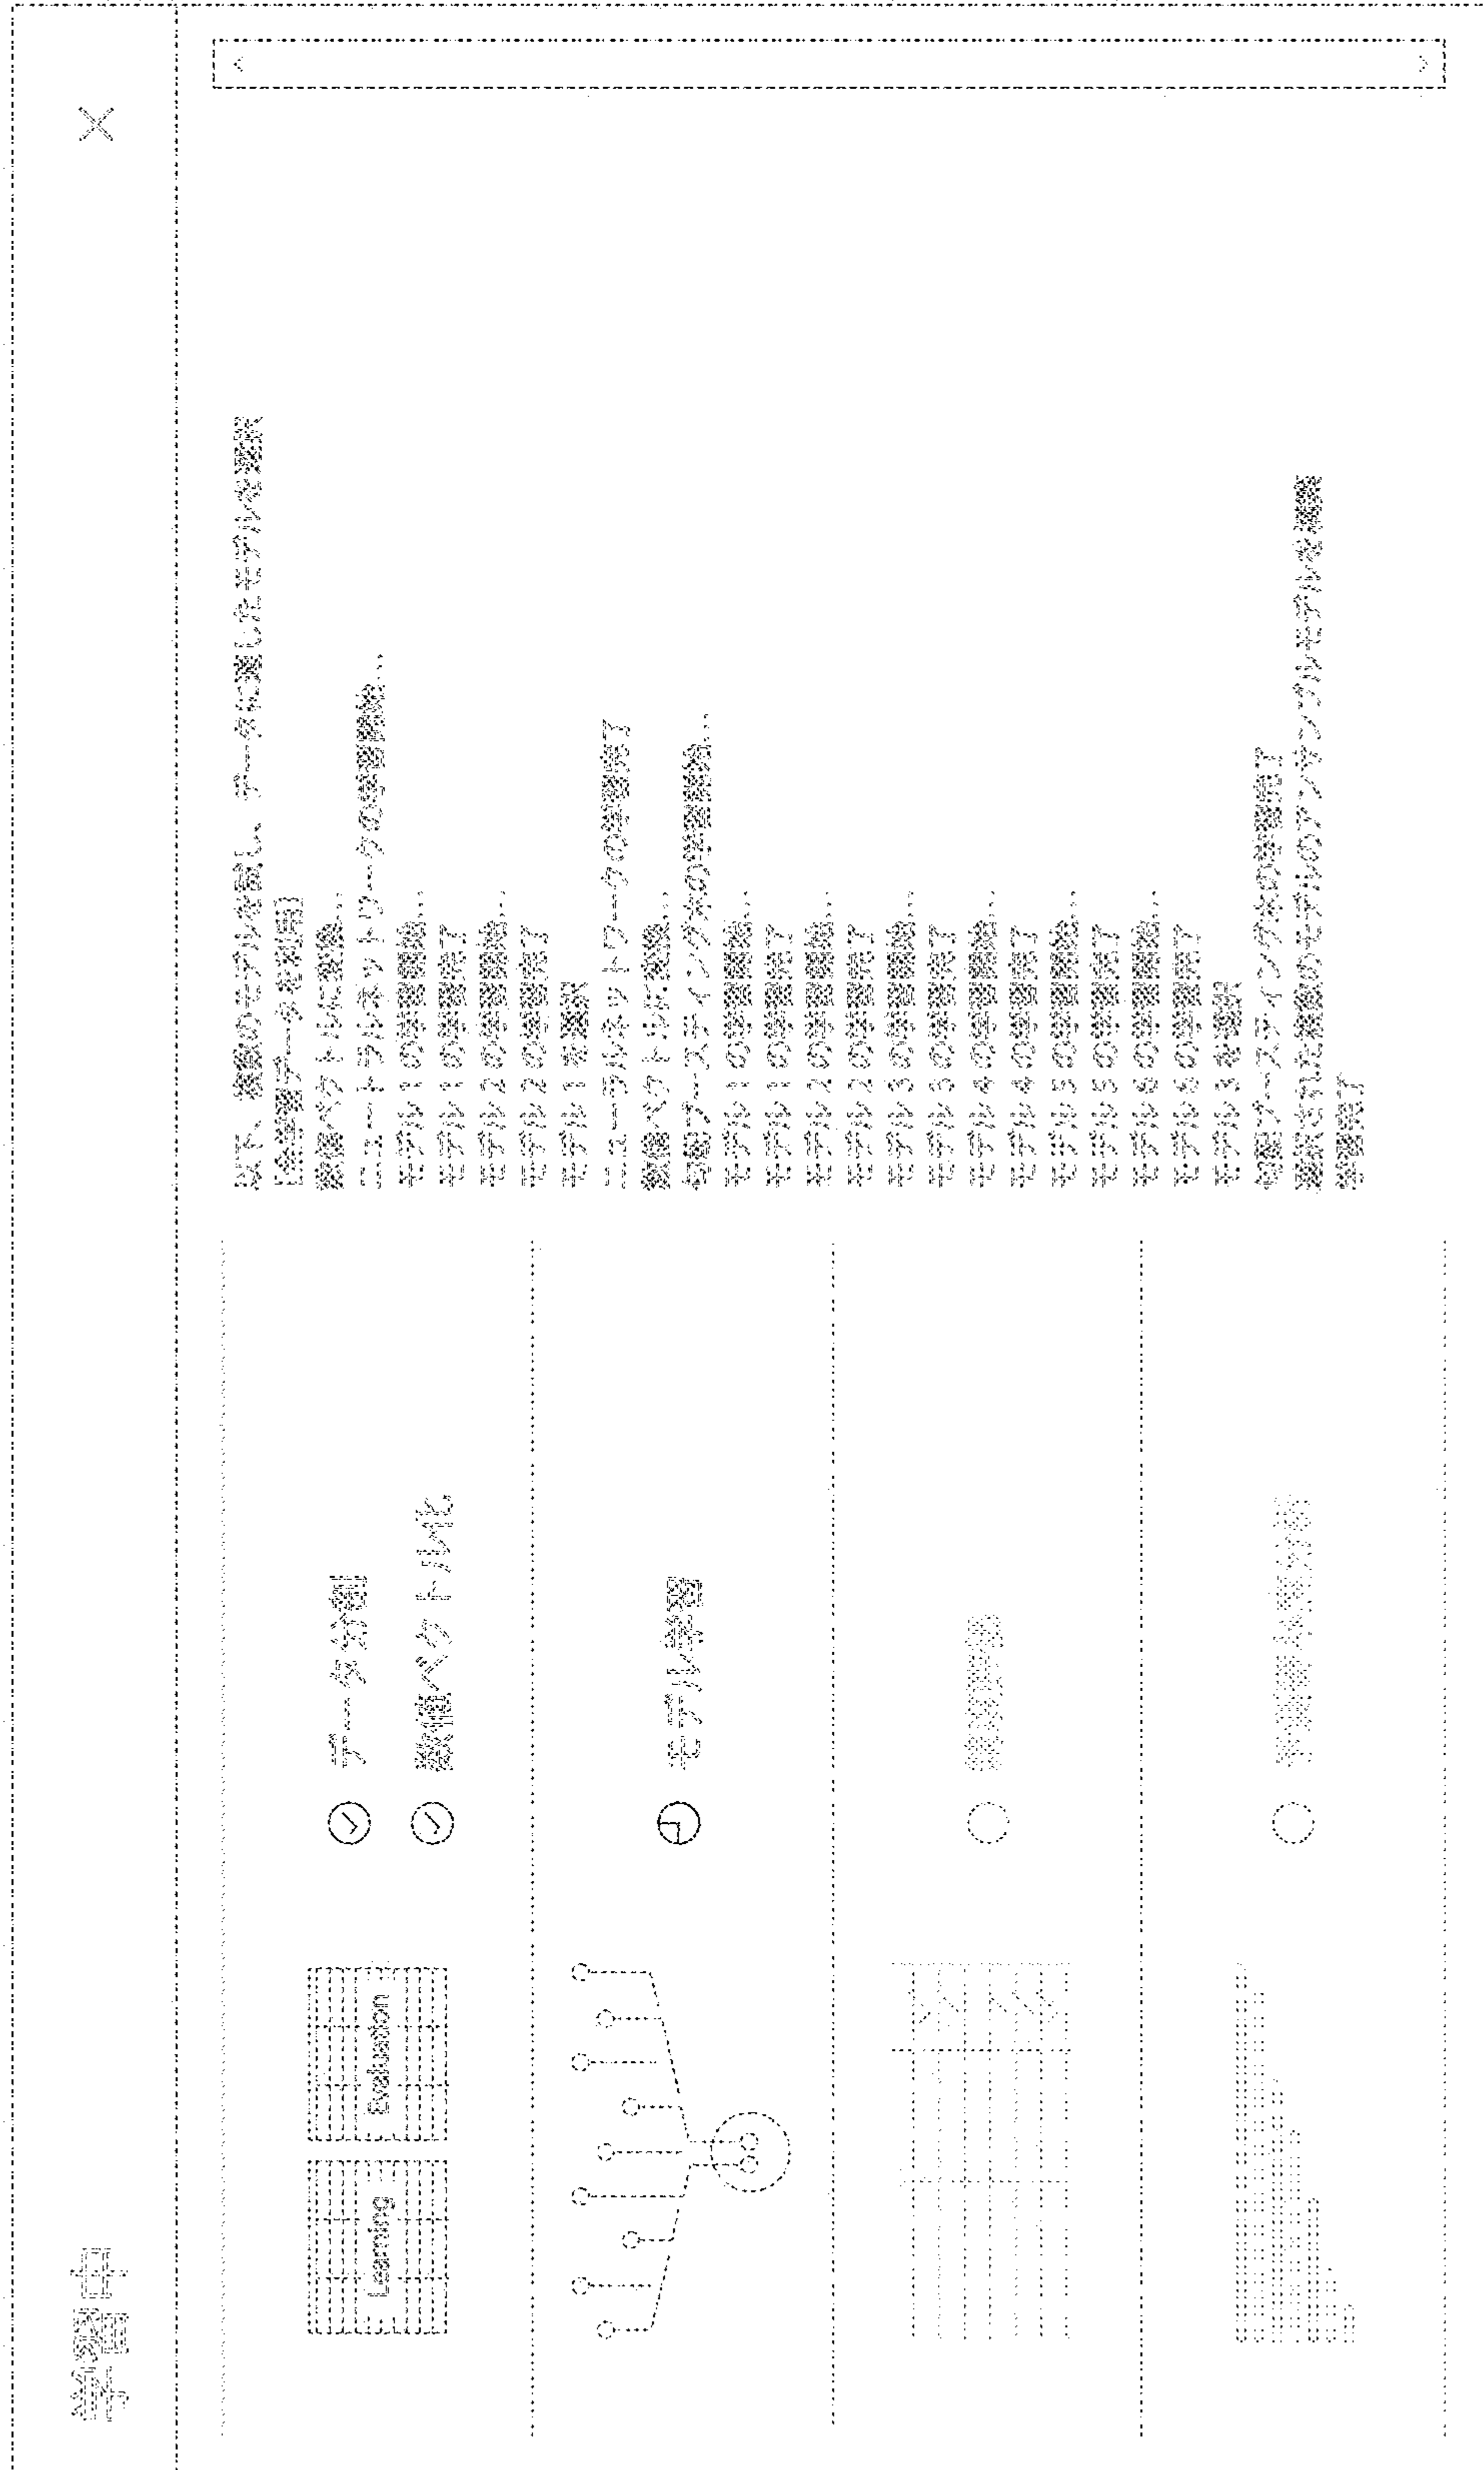 学習中
×
Learning
Evaluation
データ分割
数値ベクトル化
モデル学習
以下、複数のモデルを試し、データに適したモデルを選択
[全学習データを利用]
数値ベクトルに変換...
ニュートラルネットワークの学習開始...
モデル 1 の学習開始...
モデル 1 の学習完了
モデル 2 の学習開始...
モデル 2 の学習完了
モデル 1 を選択
ニューラルネットワークの学習完了
数値ベクトルに変換...
勾配ブースティング木の学習開始...
モデル 1 の学習開始...
モデル 1 の学習完了
モデル 2 の学習開始...
モデル 2 の学習完了
モデル 3 の学習開始...
モデル 3 の学習完了
モデル 4 の学習開始...
モデル 4 の学習完了
モデル 5 の学習開始...
モデル 5 の学習完了
モデル 6 の学習開始...
モデル 6 の学習完了
モデル 3 を選択
勾配ブースティング木の学習完了
選択された複数のモデルのアンサンブルモデルを構築
学習完了